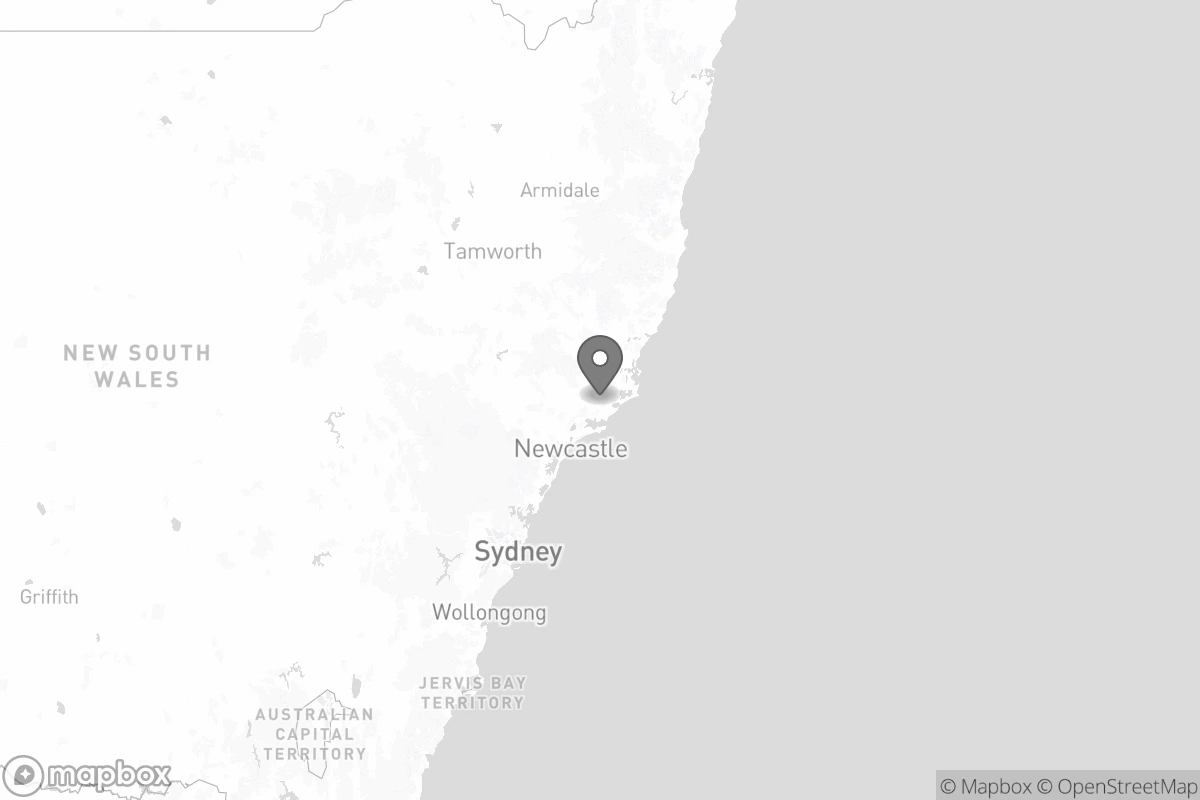 Armidale
Tamworth
NEW SOUTH
WALES
Newcastle
Sydney
Griffith
Wollongong
JERVIS BAY
TERRITORY
AUSTRALIAN
CAPITAL
TERRITORY
mapbox
© Mapbox © OpenStreetMap